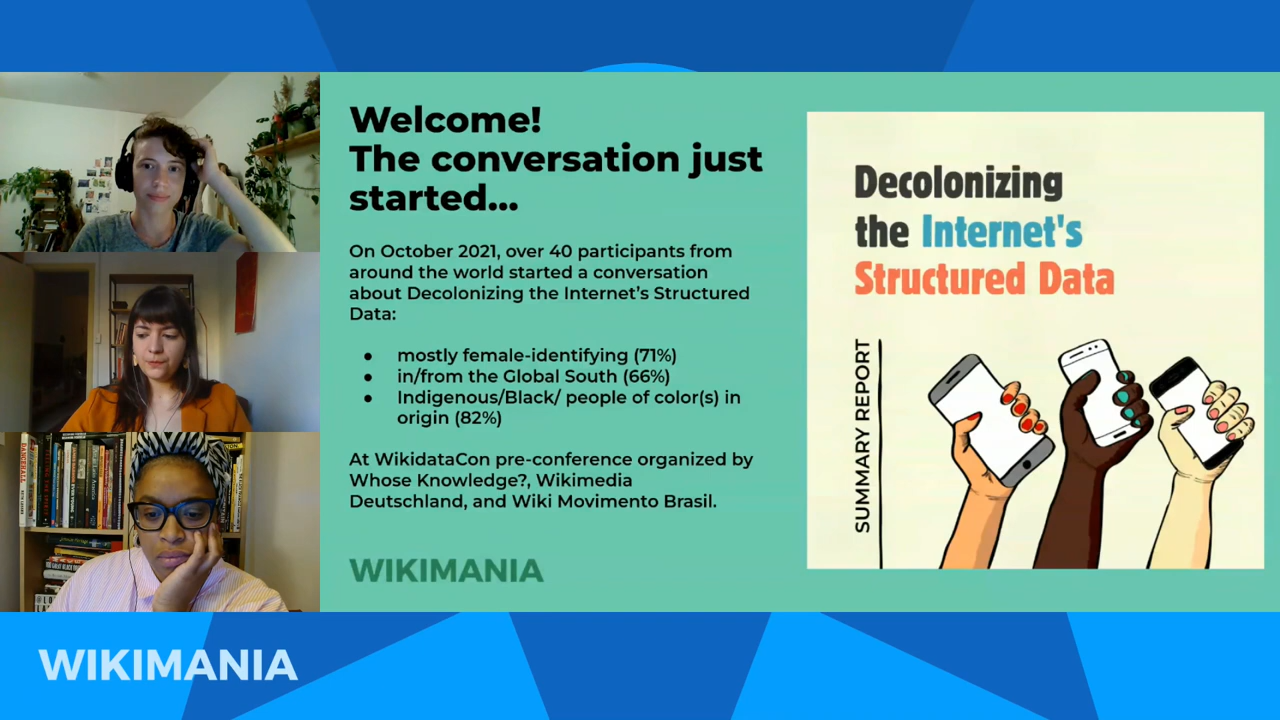 Welcome!
The conversation just
started...
On October 2021, over 40 participants from
around the world started a conversation
about Decolonizing the Internet's Structured
Data:
● mostly female-identifying (71%)
● in/from the Global South (66%)
● Indigenous/Black/ people of color(s) in
origin (82%)
At WikidataCon pre-conference organized by
Whose Knowledge?, Wikimedia
Deutschland, and Wiki Movimento Brasil.
WIKIMANIA
Decolonizing
the Internet's
Structured Data
SUMMARY REPORT
WIKIMANIA